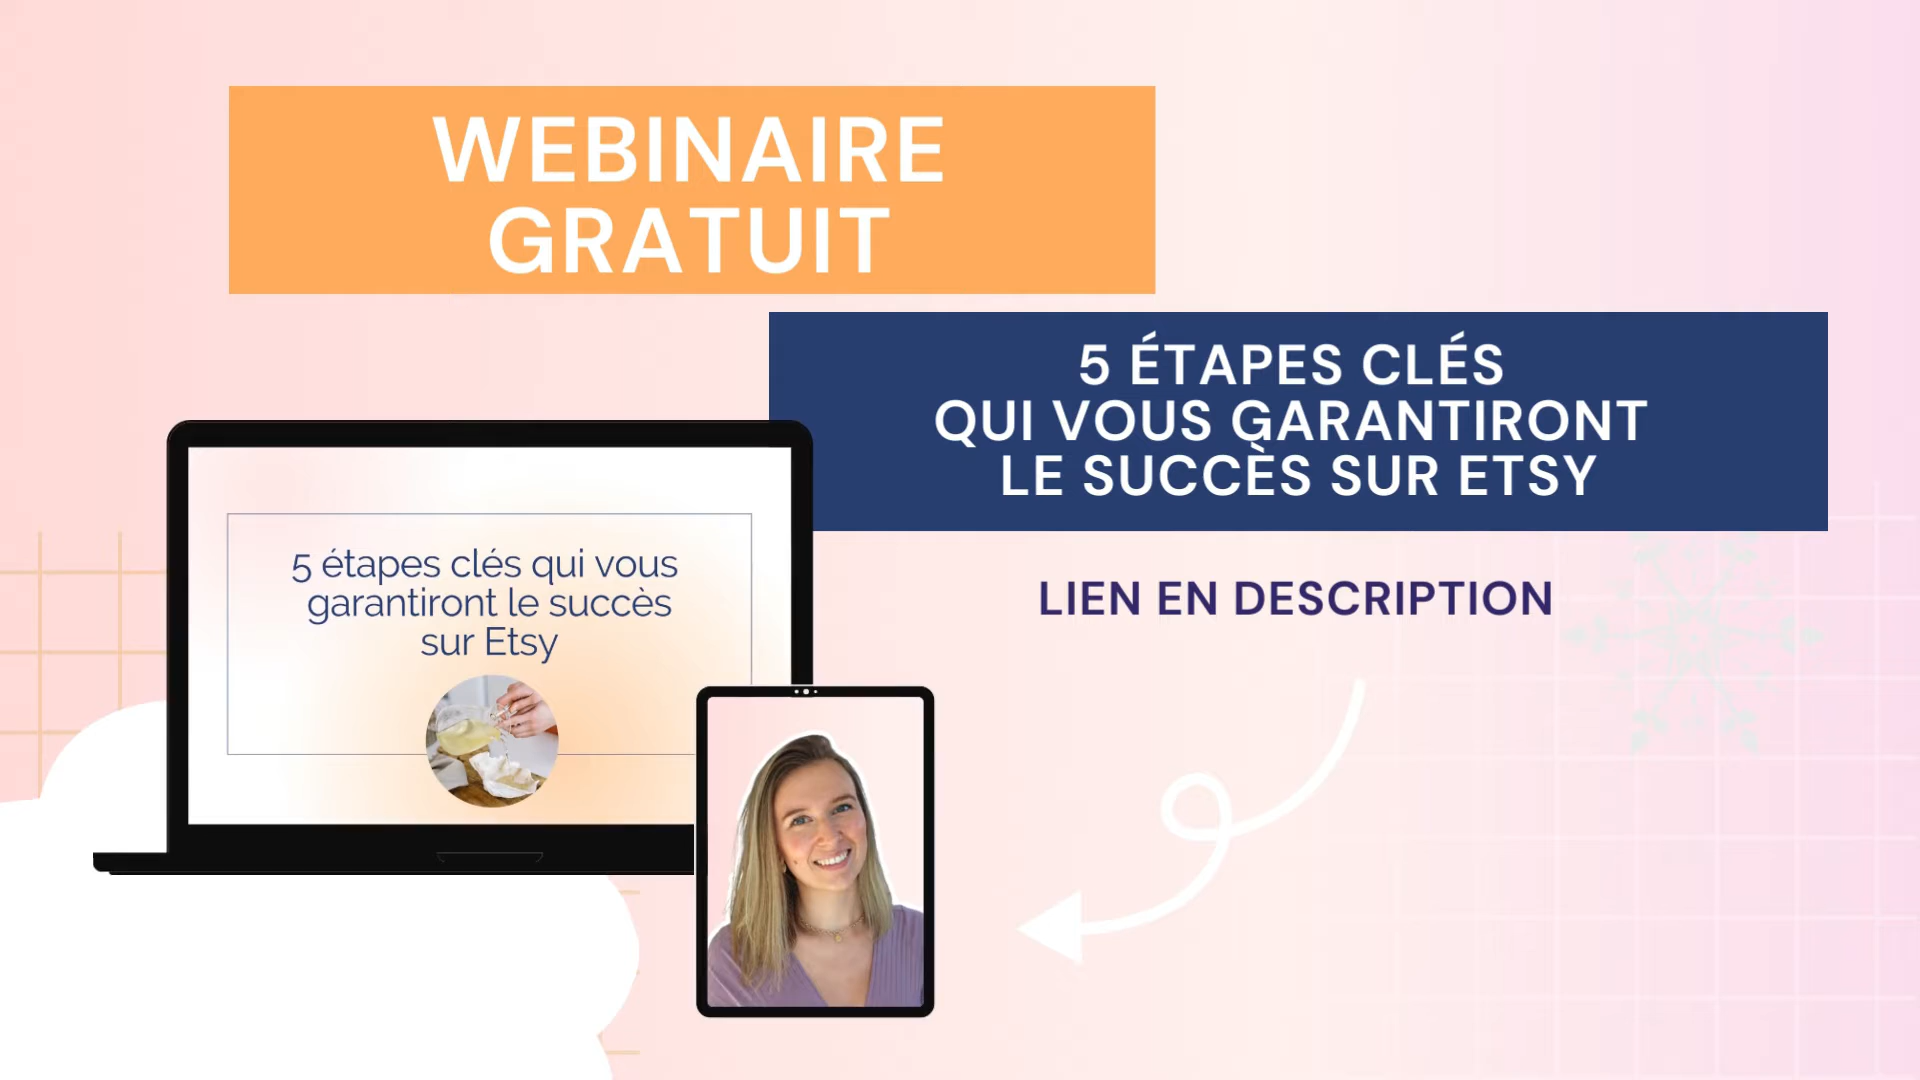 WEBINAIRE
GRATUIT
5 ÉTAPES CLÉS
QUI VOUS GARANTIRONT
LE SUCCÈS SUR ETSY
5 étapes clés qui vous
garantiront le succès
sur Etsy
LIEN EN DESCRIPTION